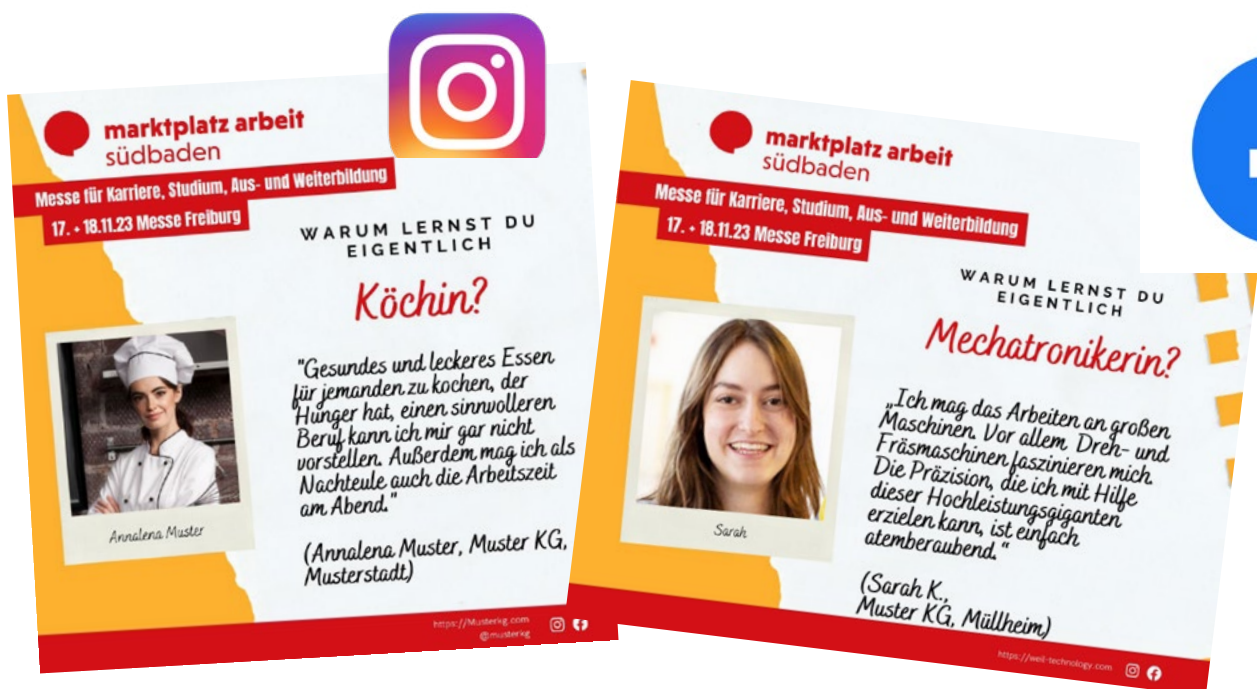 marktplatz arbeit
südbaden
Messe für Karriere, Studium, Aus- und Weiterbildung
17. + 18.11.23 Messe Freiburg
WARUM LERNST DU
EIGENTLICH
Köchin?
"Gesundes und leckeres Essen
für jemanden zu kochen, der
Hunger hat, einen sinnvolleren
Beruf kann ich mir gar nicht
vorstellen. Außerdem mag ich als
Nachteule auch die Arbeitszeit
am Abend."
(Annalena Muster, Muster KG,
Musterstadt)
Annalena Muster
https://Musterkg.com
@musterkg
marktplatz arbeit
südbaden
Messe für Karriere, Studium, Aus- und Weiterbildung
17. + 18.11.23 Messe Freiburg
WARUM LERNST DU
EIGENTLICH
Mechatronikerin?
„Ich mag das Arbeiten an großen
Maschinen. Vor allem Dreh- und
Fräsmaschinen faszinieren mich.
Die Präzision, die ich mit Hilfe
dieser Hochleistungsgiganten
erzielen kann, ist einfach
atemberaubend.“
(Sarah K.,
Muster KG, Müllheim)
Sarah
https://weil-technology.com